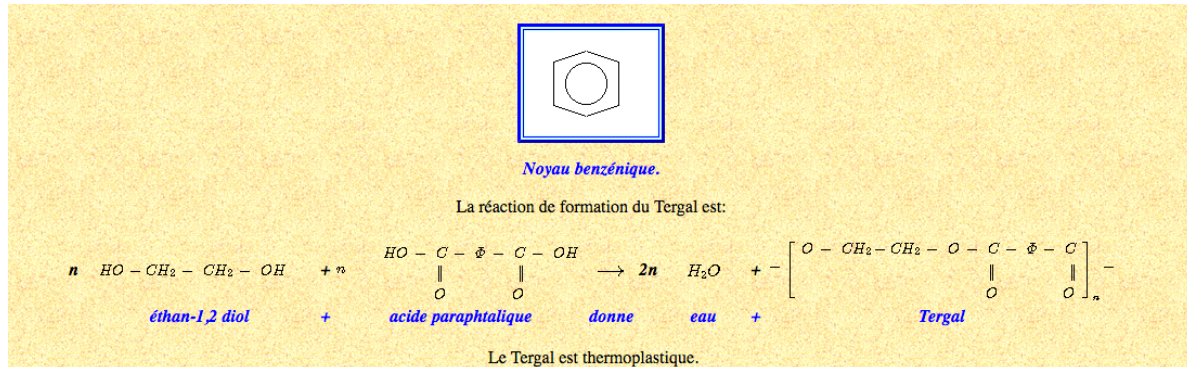 Noyau benzénique.
La réaction de formation du Tergal est:
HO – C – Φ – C – OH
n HO – CH₂ – CH₂ – OH + n ‖ ‖ ⟶ 2n H₂O + – [ O – CH₂ – CH₂ – O – C – Φ – C ]ₙ –
O O ‖ ‖
O O
éthan-1,2 diol + acide paraphtalique donne eau + Tergal
Le Tergal est thermoplastique.